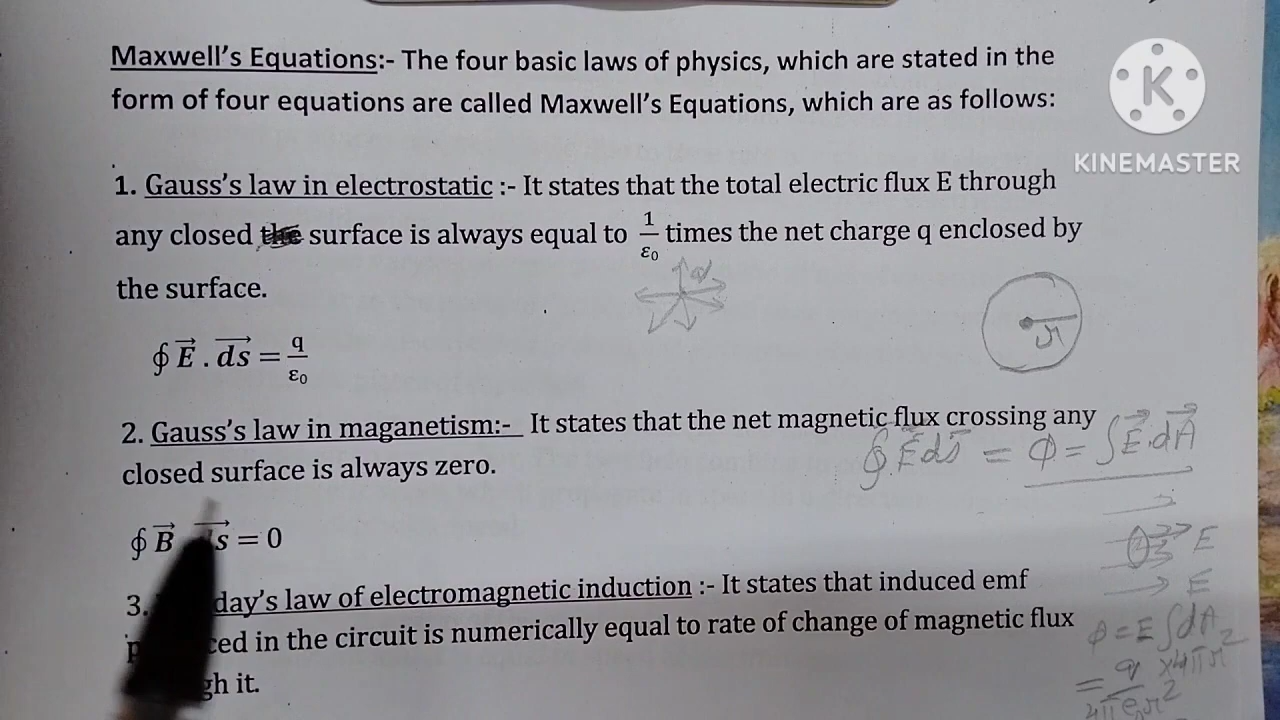 Maxwell's Equations:- The four basic laws of physics, which are stated in the
form of four equations are called Maxwell's Equations, which are as follows:
K
KINEMASTER
1. Gauss's law in electrostatic :- It states that the total electric flux E through
any closed surface is always equal to 1/ε₀ times the net charge q enclosed by
the surface.
∮ E⃗ . ds⃗ = q/ε₀
2. Gauss's law in maganetism:- It states that the net magnetic flux crossing any
closed surface is always zero.
∮ E⃗ ds⃗ = ϕ = ∫ E⃗ . dA⃗
∮ B⃗ s = 0
E
E
3. day's law of electromagnetic induction :- It states that induced emf
ced in the circuit is numerically equal to rate of change of magnetic flux
gh it.
r
q
ϕ = E ∫ dA
= q/4πε₀r² × 4πr²